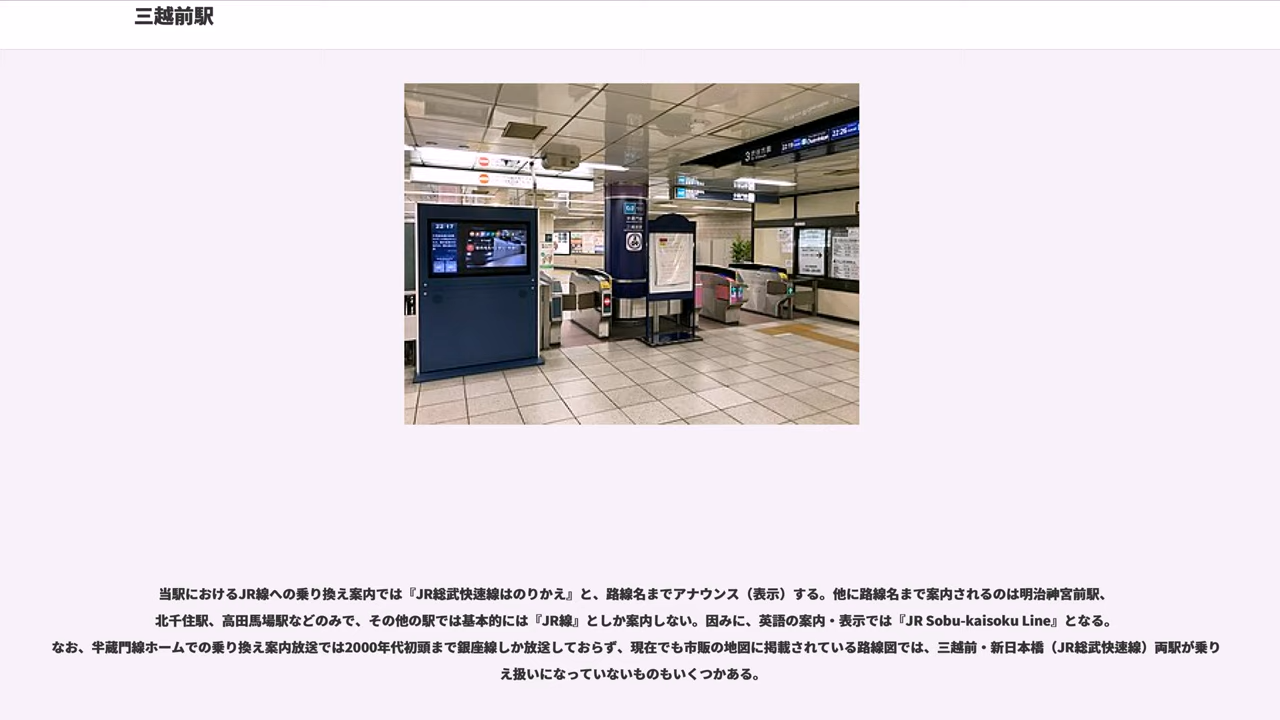 三越前駅
3 渋谷方面
22:17
当駅におけるJR線への乗り換え案内では『JR総武快速線はのりかえ』と、路線名までアナウンス（表示）する。他に路線名まで案内されるのは明治神宮前駅、
北千住駅、高田馬場駅などのみで、その他の駅では基本的には『JR線』としか案内しない。因みに、英語の案内・表示では『JR Sobu-kaisoku Line』となる。
なお、半蔵門線ホームでの乗り換え案内放送では2000年代初頭まで銀座線しか放送しておらず、現在でも市販の地図に掲載されている路線図では、三越前・新日本橋（JR総武快速線）両駅が乗り
え扱いになっていないものもいくつかある。